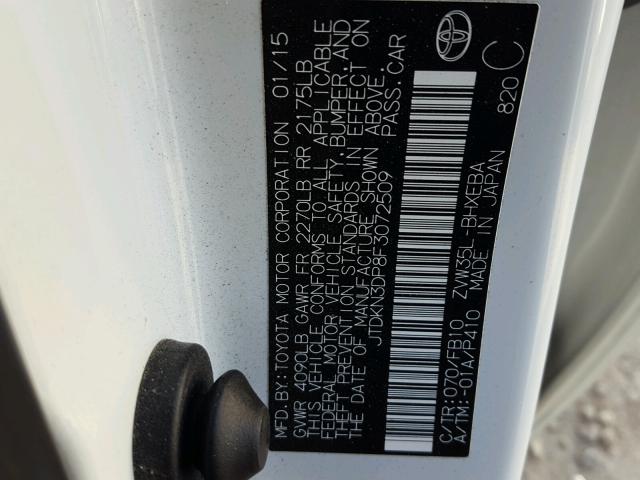 MFD.BY:TOYOTA MOTOR CORPORATION 01/15
GVWR 4090LB GAWR FR 2270LB RR 2175LB
THIS VEHICLE CONFORMS TO ALL APPLICABLE
FEDERAL MOTOR VEHICLE SAFETY, BUMPER, AND
THEFT PREVENTION STANDARDS IN EFFECT ON
THE DATE OF MANUFACTURE SHOWN ABOVE.
JTDKN3DP8F3072509 PASS.CAR
C/TR:070/FB10 ZVW35L-BHXEBA
A/TM:-01A/P410 MADE IN JAPAN
820 C